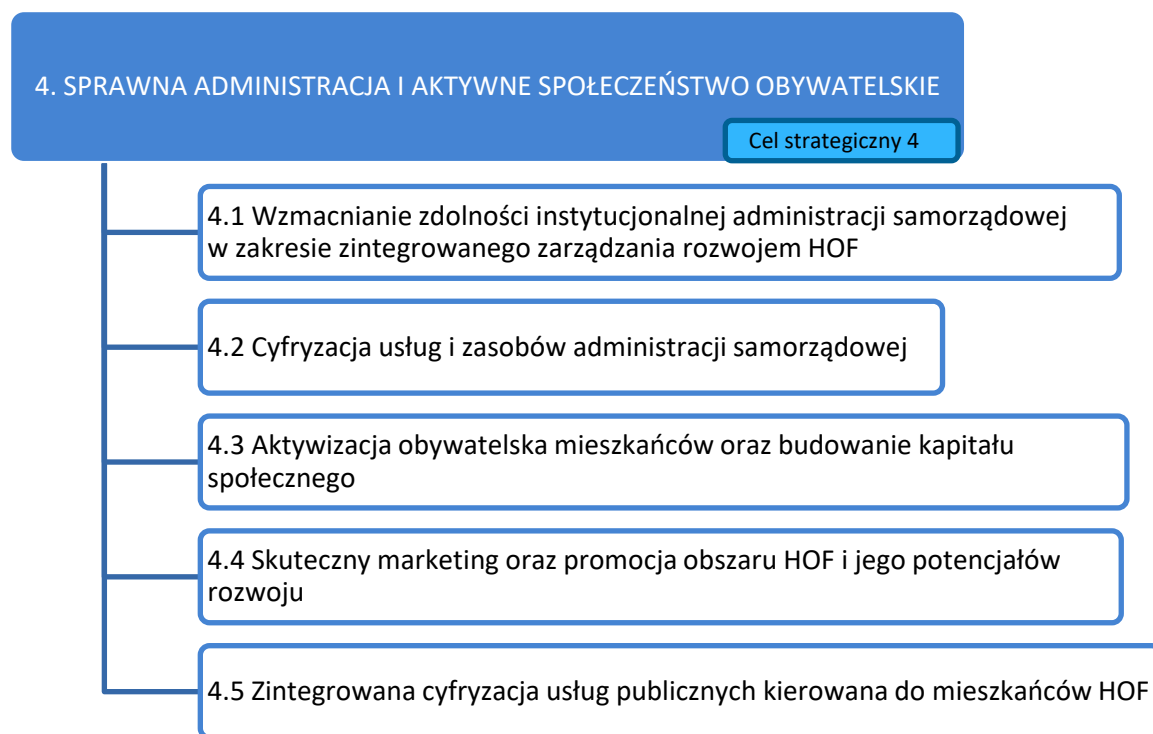 4. SPRAWNA ADMINISTRACJA I AKTYWNE SPOŁECZEŃSTWO OBYWATELSKIE
Cel strategiczny 4
4.1 Wzmacnianie zdolności instytucjonalnej administracji samorządowej
w zakresie zintegrowanego zarządzania rozwojem HOF
4.2 Cyfryzacja usług i zasobów administracji samorządowej
4.3 Aktywizacja obywatelska mieszkańców oraz budowanie kapitału
społecznego
4.4 Skuteczny marketing oraz promocja obszaru HOF i jego potencjałów
rozwoju
4.5 Zintegrowana cyfryzacja usług publicznych kierowana do mieszkańców HOF